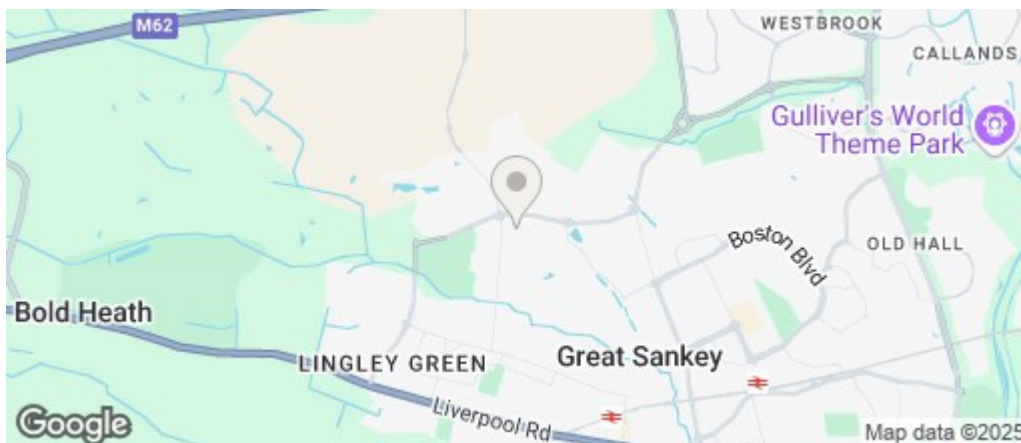 M62
WESTBROOK
CALLANDS
Gulliver's World
Theme Park
Boston Blvd
OLD HALL
Bold Heath
LINGLEY GREEN
Great Sankey
Liverpool Rd
Google
Map data ©2025